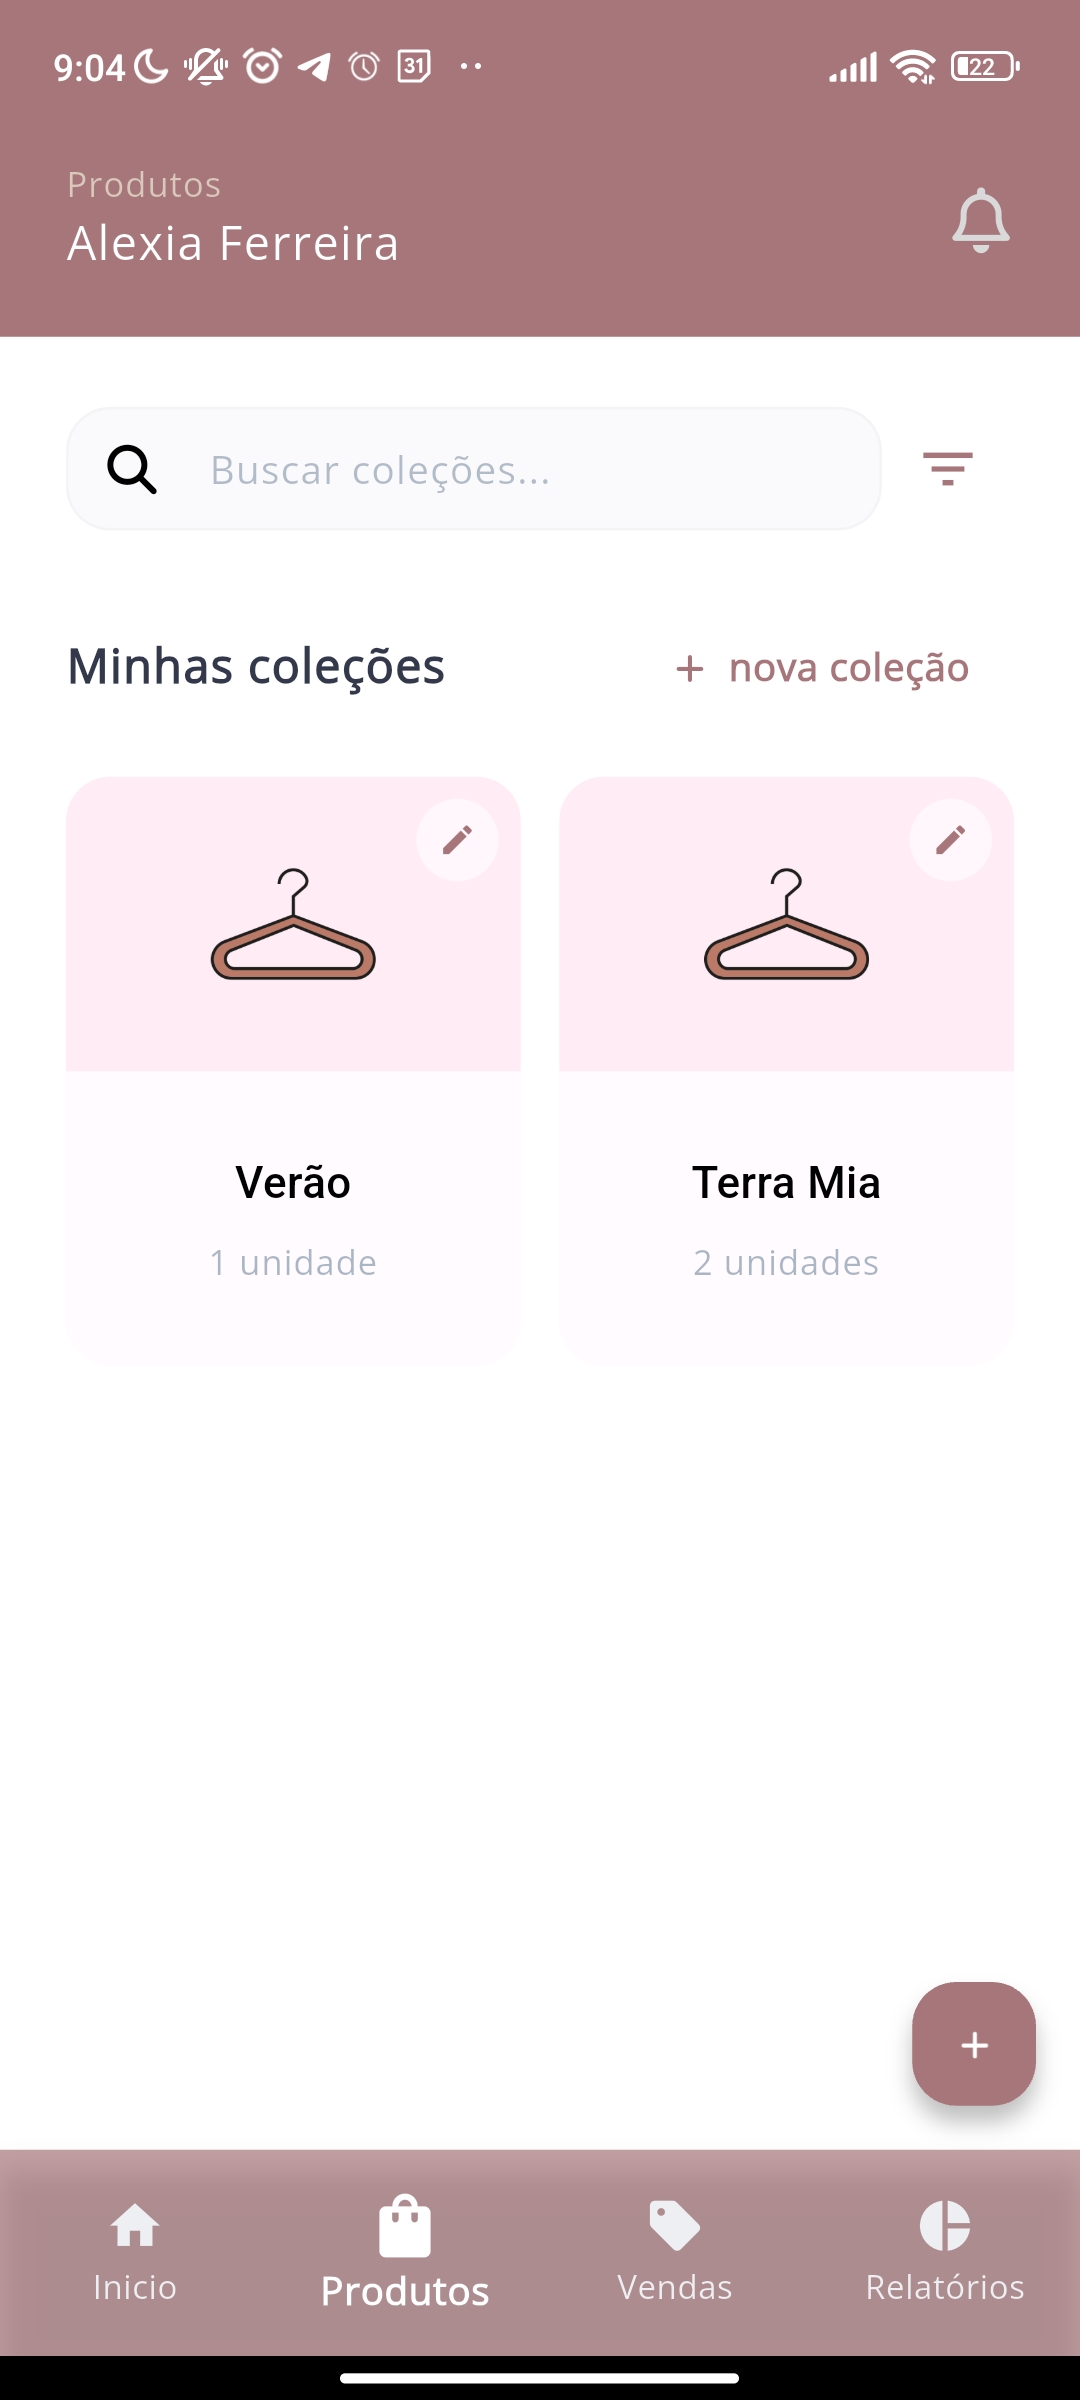 9:04
31
22
Produtos
Alexia Ferreira
Buscar coleções...
Minhas coleções
+ nova coleção
Verão
1 unidade
Terra Mia
2 unidades
+
Inicio
Produtos
Vendas
Relatórios